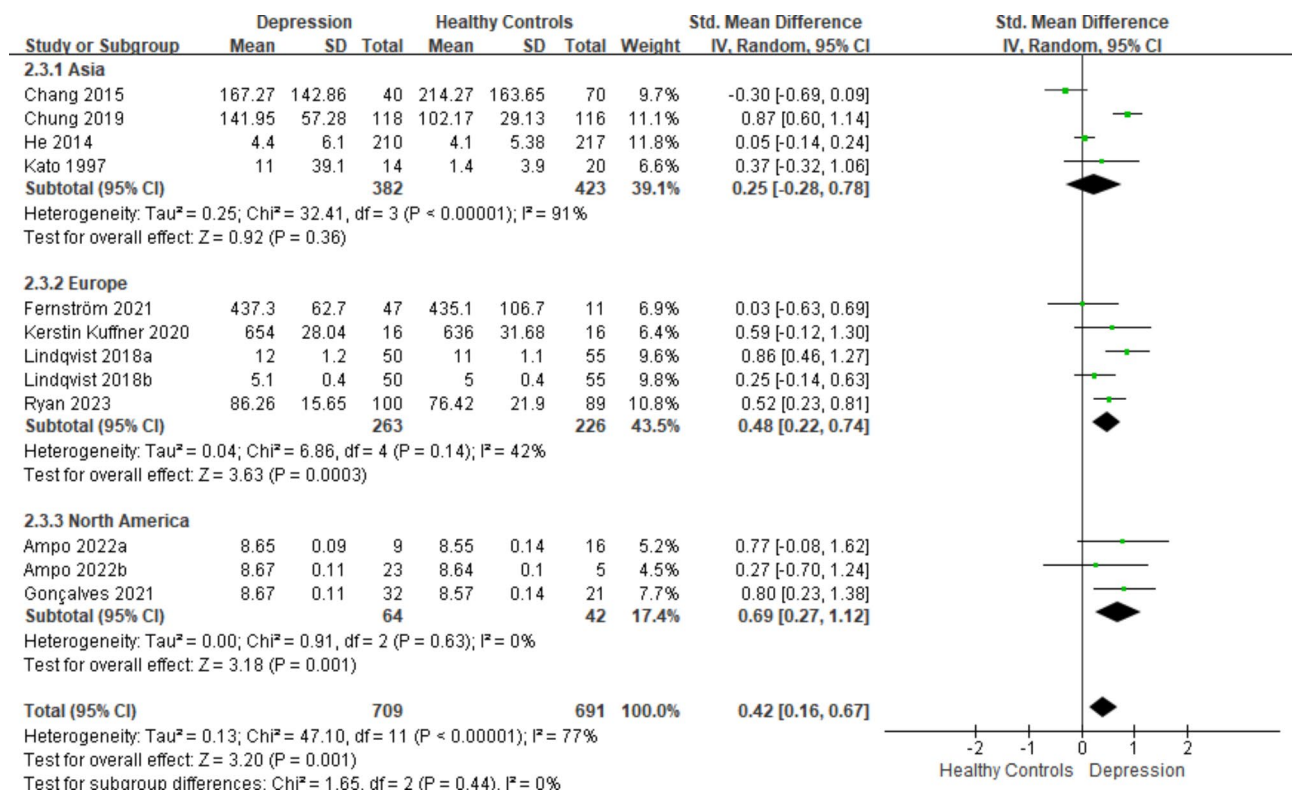 Depression Healthy Controls Std. Mean Difference Std. Mean Difference
Study or Subgroup Mean SD Total Mean SD Total Weight IV, Random, 95% CI IV, Random, 95% CI
2.3.1 Asia
Chang 2015 167.27 142.86 40 214.27 163.65 70 9.7% -0.30 [-0.69, 0.09]
Chung 2019 141.95 57.28 118 102.17 29.13 116 11.1% 0.87 [0.60, 1.14]
He 2014 4.4 6.1 210 4.1 5.38 217 11.8% 0.05 [-0.14, 0.24]
Kato 1997 11 39.1 14 1.4 3.9 20 6.6% 0.37 [-0.32, 1.06]
Subtotal (95% CI) 382 423 39.1% 0.25 [-0.28, 0.78]
Heterogeneity: Tau² = 0.25; Chi² = 32.41, df = 3 (P < 0.00001); I² = 91%
Test for overall effect: Z = 0.92 (P = 0.36)
2.3.2 Europe
Fernström 2021 437.3 62.7 47 435.1 106.7 11 6.9% 0.03 [-0.63, 0.69]
Kerstin Kuffner 2020 654 28.04 16 636 31.68 16 6.4% 0.59 [-0.12, 1.30]
Lindqvist 2018a 12 1.2 50 11 1.1 55 9.6% 0.86 [0.46, 1.27]
Lindqvist 2018b 5.1 0.4 50 5 0.4 55 9.8% 0.25 [-0.14, 0.63]
Ryan 2023 86.26 15.65 100 76.42 21.9 89 10.8% 0.52 [0.23, 0.81]
Subtotal (95% CI) 263 226 43.5% 0.48 [0.22, 0.74]
Heterogeneity: Tau² = 0.04; Chi² = 6.86, df = 4 (P = 0.14); I² = 42%
Test for overall effect: Z = 3.63 (P = 0.0003)
2.3.3 North America
Ampo 2022a 8.65 0.09 9 8.55 0.14 16 5.2% 0.77 [-0.08, 1.62]
Ampo 2022b 8.67 0.11 23 8.64 0.1 5 4.5% 0.27 [-0.70, 1.24]
Gonçalves 2021 8.67 0.11 32 8.57 0.14 21 7.7% 0.80 [0.23, 1.38]
Subtotal (95% CI) 64 42 17.4% 0.69 [0.27, 1.12]
Heterogeneity: Tau² = 0.00; Chi² = 0.91, df = 2 (P = 0.63); I² = 0%
Test for overall effect: Z = 3.18 (P = 0.001)
Total (95% CI) 709 691 100.0% 0.42 [0.16, 0.67]
Heterogeneity: Tau² = 0.13; Chi² = 47.10, df = 11 (P < 0.00001); I² = 77%
Test for overall effect: Z = 3.20 (P = 0.001)
Test for subgroup differences: Chi² = 1.65, df = 2 (P = 0.44), I² = 0%
-2 -1 0 1 2
Healthy Controls Depression